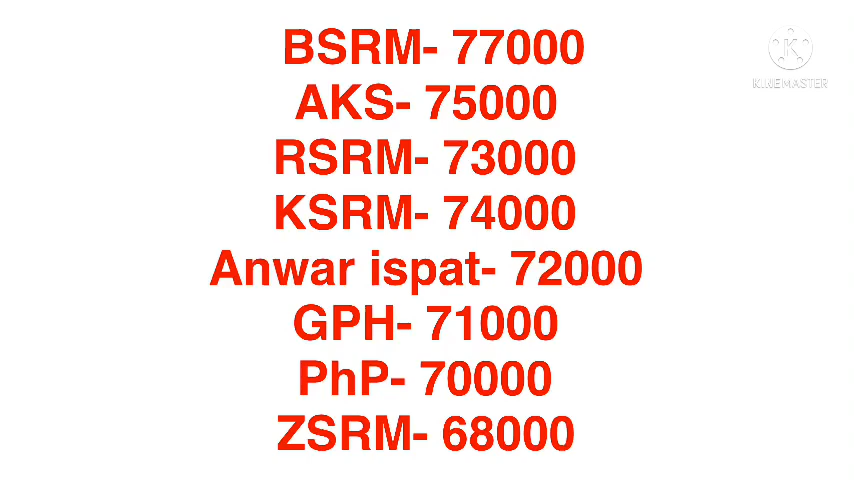 BSRM- 77000
AKS- 75000
RSRM- 73000
KSRM- 74000
Anwar ispat- 72000
GPH- 71000
PhP- 70000
ZSRM- 68000
K
KINEMASTER